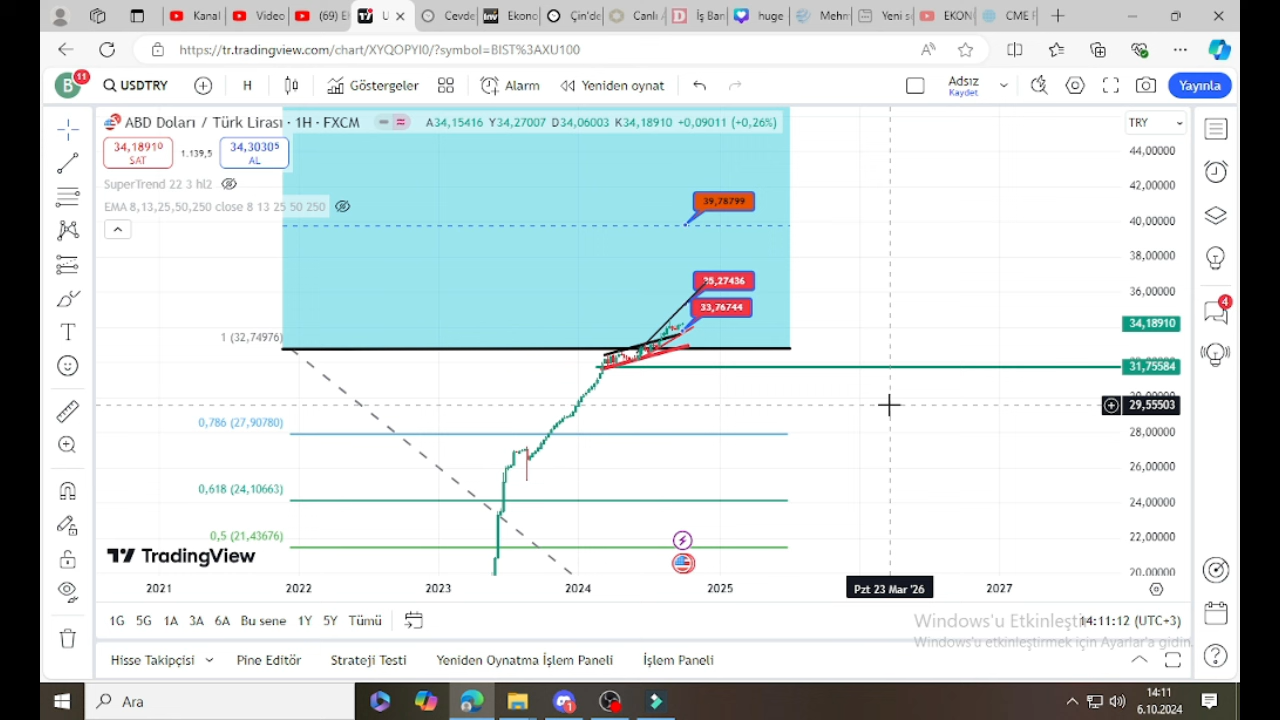 Kanal
Video
(69) E
U
Cevde
Ekonc
Çin'de
Canlı A
İş Ban
huge
Mehm
Yeni s
EKON
CME F
https://tr.tradingview.com/chart/XYQOPYI0/?symbol=BIST%3AXU100
B
11
USDTRY
H
Göstergeler
Alarm
Yeniden oynat
Adsız
Kaydet
Yayınla
ABD Doları / Türk Lirası · 1H · FXCM
A34,15416 Y34,27007 D34,06003 K34,18910 +0,09011 (+0,26%)
TRY
34,18910
SAT
1.139,5
34,30305
AL
SuperTrend 22 3 hl2
EMA 8,13,25,50,250 close 8 13 25 50 250
44,00000
42,00000
40,00000
38,00000
36,00000
34,18910
31,75584
29,55503
28,00000
26,00000
24,00000
22,00000
20,00000
39,78799
35,27436
33,76744
1 (32,74976)
0,786 (27,90780)
0,618 (24,10663)
0,5 (21,43676)
TradingView
2021
2022
2023
2024
2025
Pzt 23 Mar '26
2027
4
1G 5G 1A 3A 6A Bu sene 1Y 5Y Tümü
14:11:12 (UTC+3)
Windows'u Etkinleştir
Windows'u etkinleştirmek için Ayarlar'a gidin.
Hisse Takipçisi
Pine Editör
Strateji Testi
Yeniden Oynatma İşlem Paneli
İşlem Paneli
Ara
1
14:11
6.10.2024